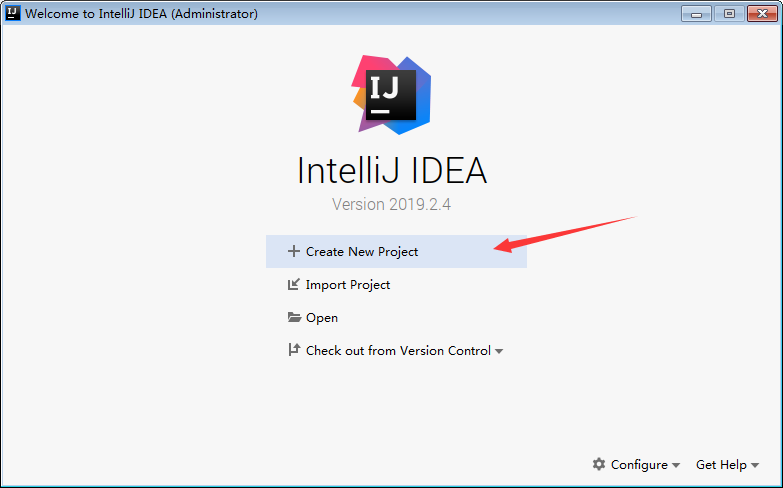 Welcome to IntelliJ IDEA (Administrator)
IJ
IntelliJ IDEA
Version 2019.2.4
Create New Project
Import Project
Open
Check out from Version Control
Configure
Get Help